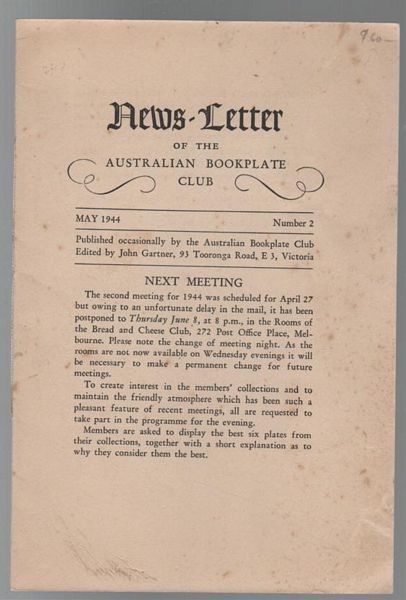 News-Letter
OF THE
AUSTRALIAN BOOKPLATE
CLUB
MAY 1944 Number 2
Published occasionally by the Australian Bookplate Club
Edited by John Gartner, 93 Tooronga Road, E 3, Victoria
NEXT MEETING
The second meeting for 1944 was scheduled for April 27
but owing to an unfortunate delay in the mail, it has been
postponed to Thursday June 8, at 8 p.m., in the Rooms of
the Bread and Cheese Club, 272 Post Office Place, Mel-
bourne. Please note the change of meeting night. As the
rooms are not now available on Wednesday evenings it will
be necessary to make a permanent change for future
meetings.
To create interest in the members' collections and to
maintain the friendly atmosphere which has been such a
pleasant feature of recent meetings, all are requested to
take part in the programme for the evening.
Members are asked to display the best six plates from
their collections, together with a short explanation as to
why they consider them the best.